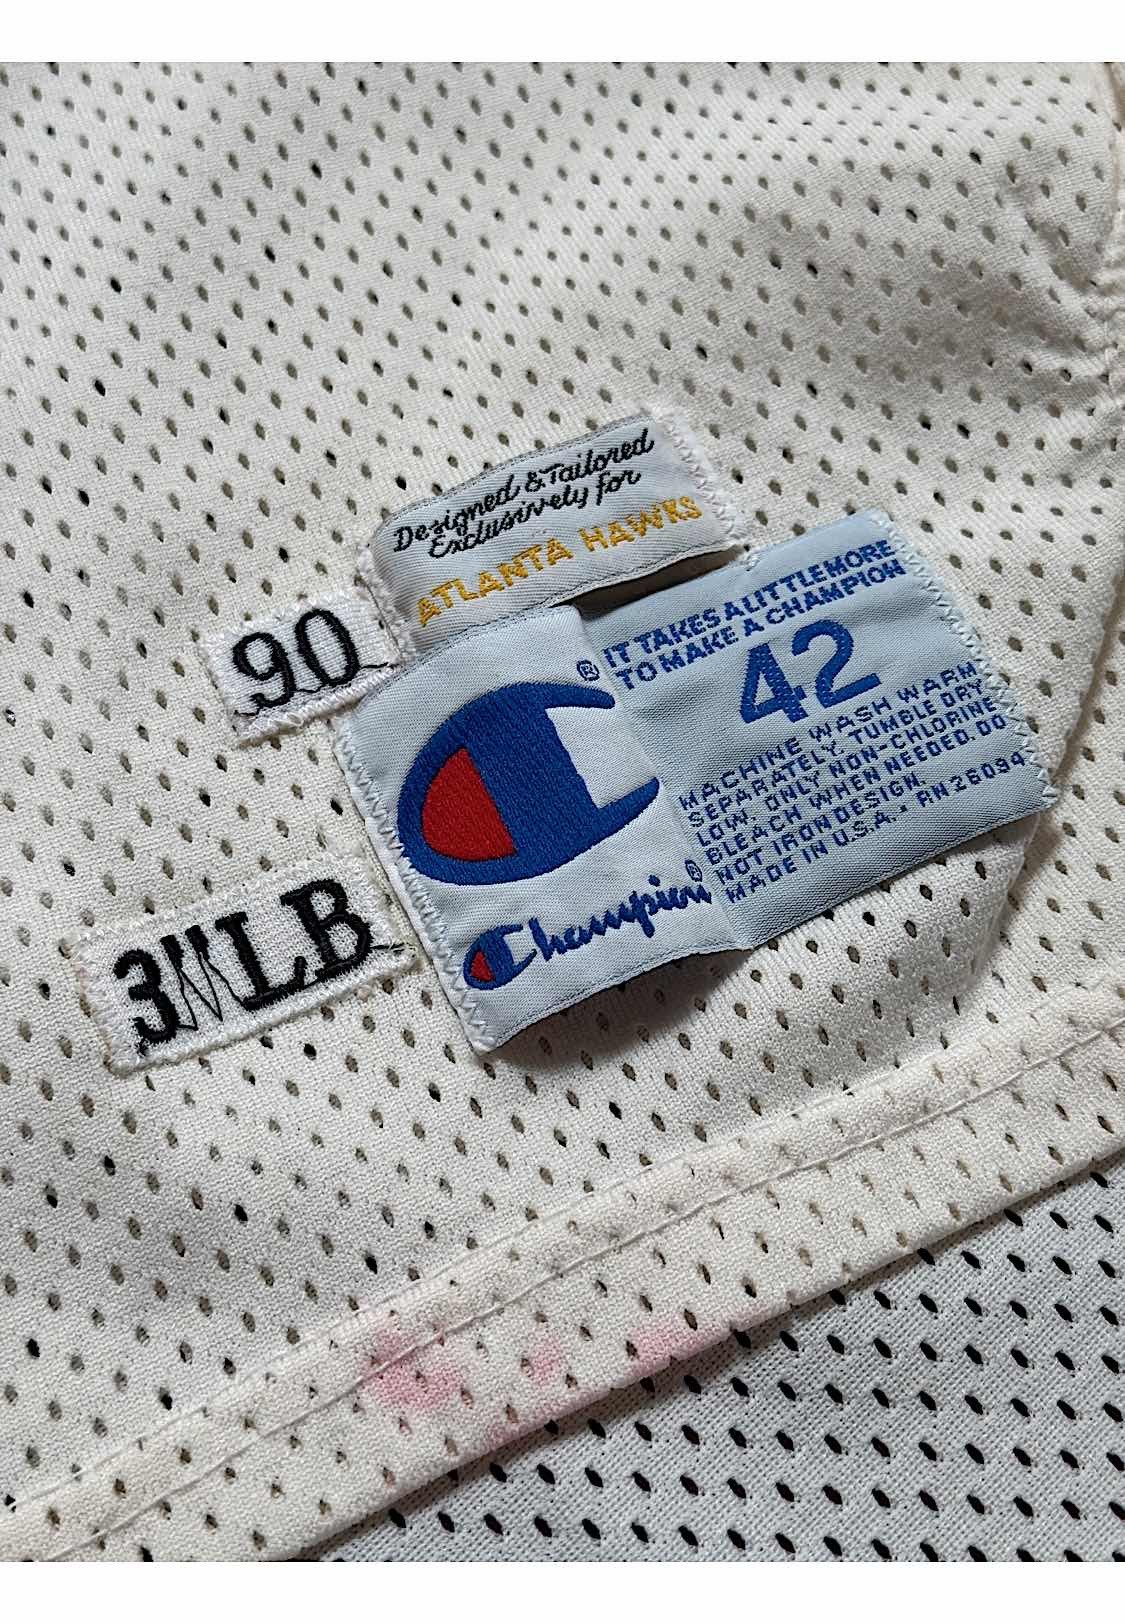 Designed & Tailored
Exclusively for
ATLANTA HAWKS
90
®
Champion®
IT TAKES A LITTLE MORE
TO MAKE A CHAMPION
42
MACHINE WASH WARM
SEPARATELY. TUMBLE DRY
LOW. ONLY NON-CHLORINE
BLEACH WHEN NEEDED. DO
NOT IRON DESIGN.
MADE IN U.S.A. • RN 26094
3"LB